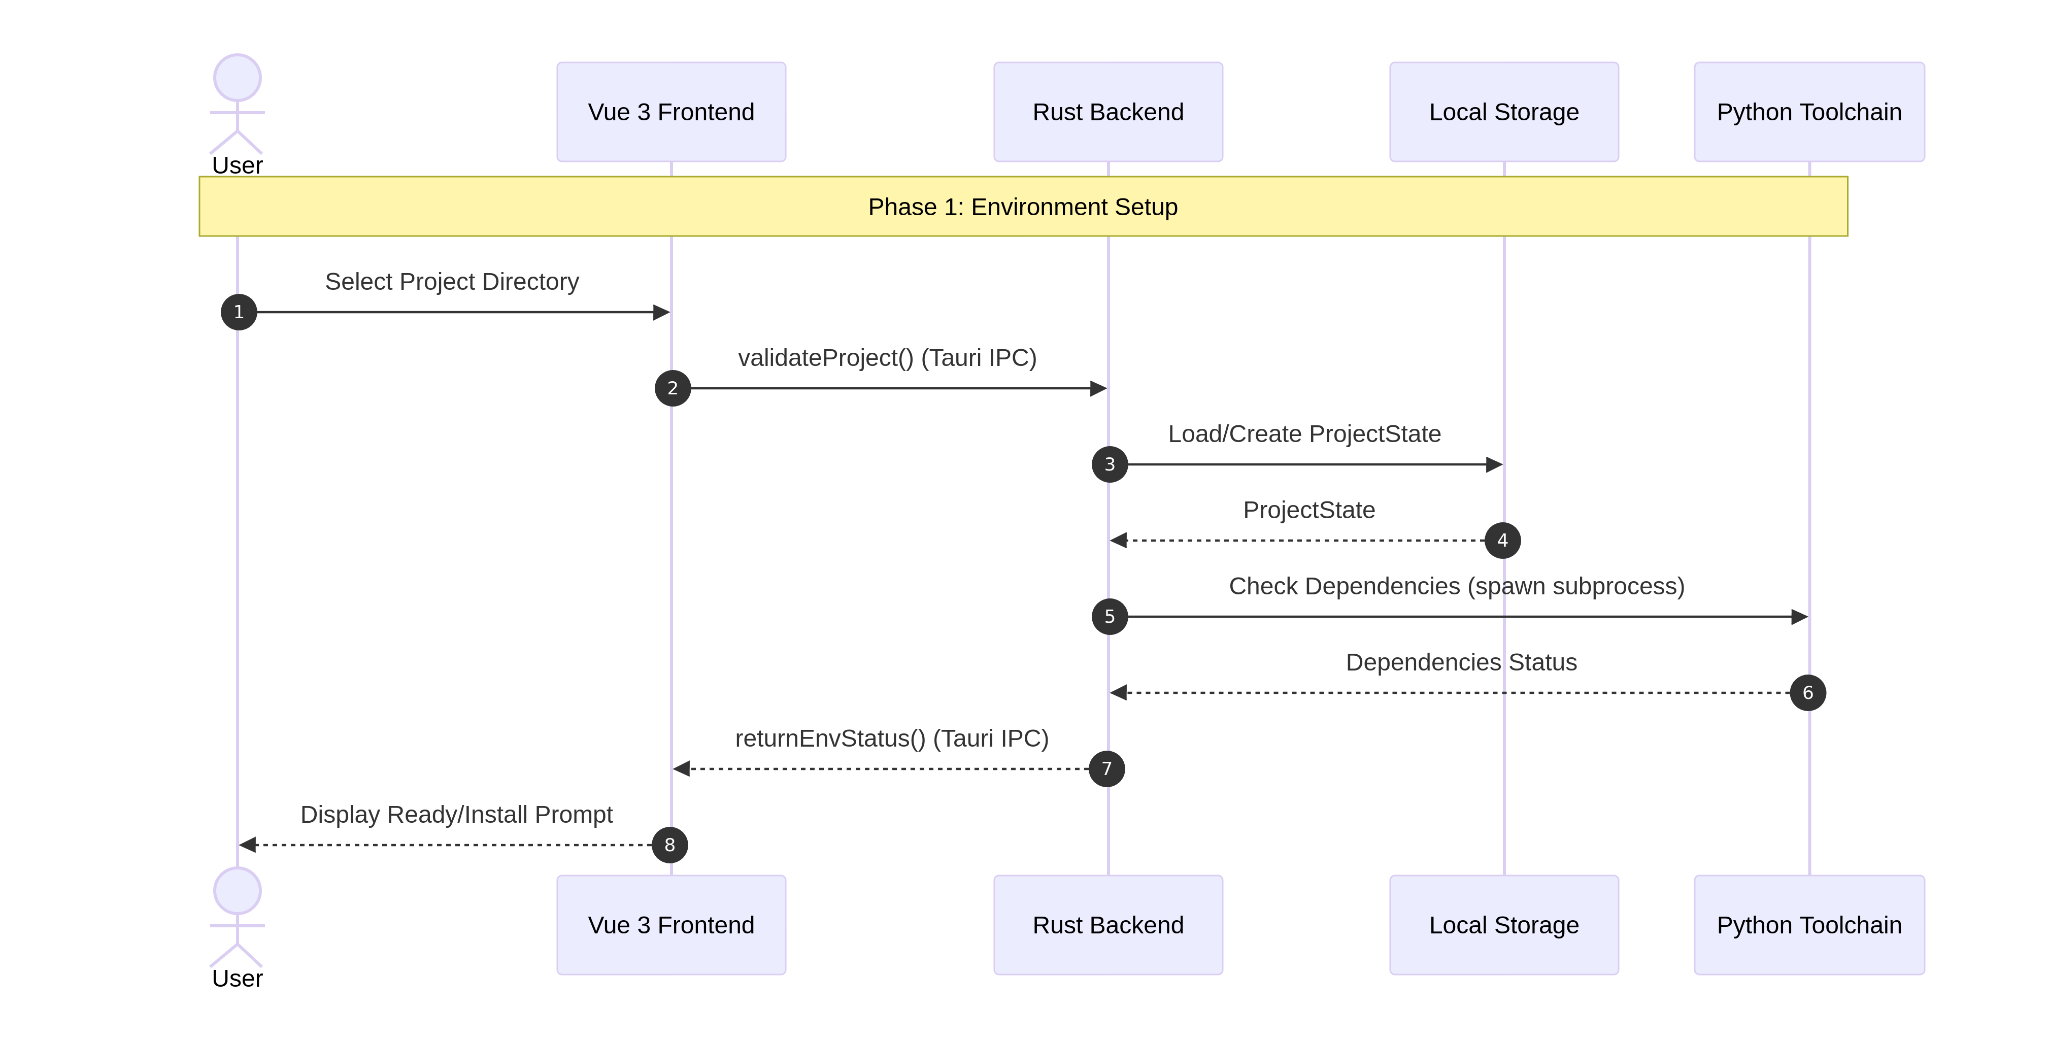 User
Vue 3 Frontend
Rust Backend
Local Storage
Python Toolchain
Phase 1: Environment Setup
Select Project Directory
1
validateProject() (Tauri IPC)
2
Load/Create ProjectState
3
ProjectState
4
Check Dependencies (spawn subprocess)
5
Dependencies Status
6
returnEnvStatus() (Tauri IPC)
7
Display Ready/Install Prompt
8
User
Vue 3 Frontend
Rust Backend
Local Storage
Python Toolchain